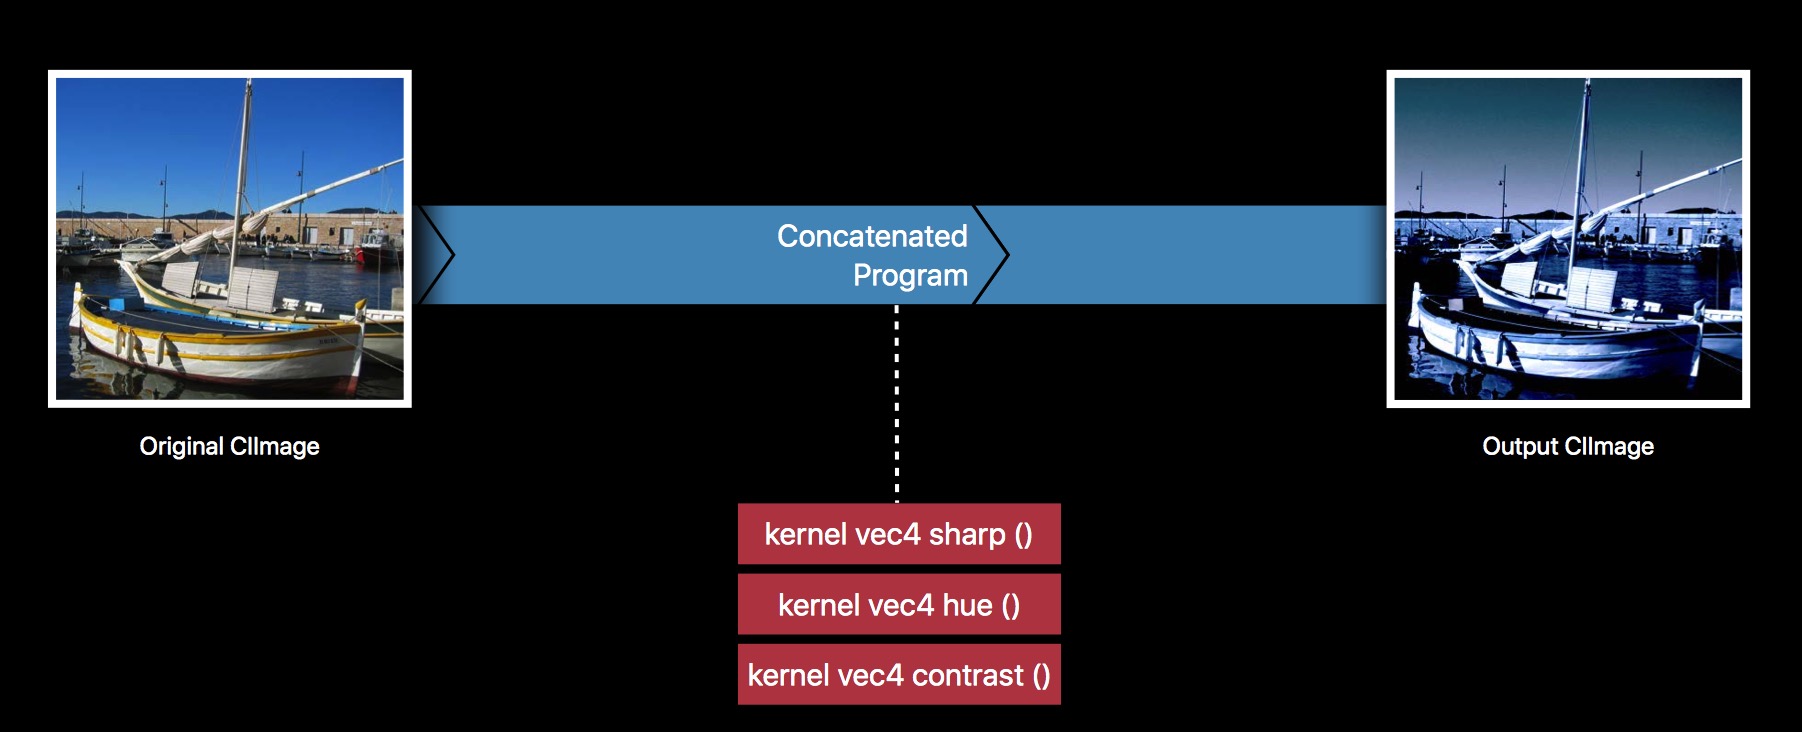 Concatenated
Program
Original CIImage
Output CIImage
kernel vec4 sharp ()
kernel vec4 hue ()
kernel vec4 contrast ()